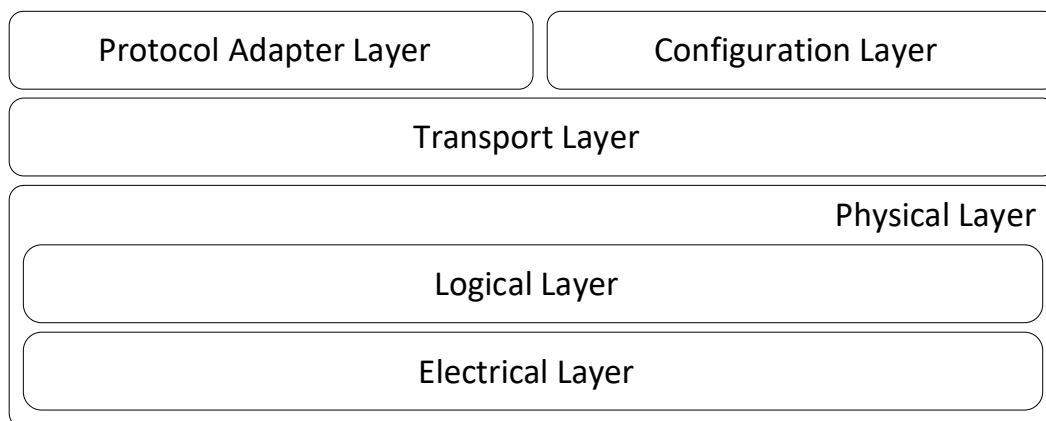 Protocol Adapter Layer
Configuration Layer
Transport Layer
Physical Layer
Logical Layer
Electrical Layer